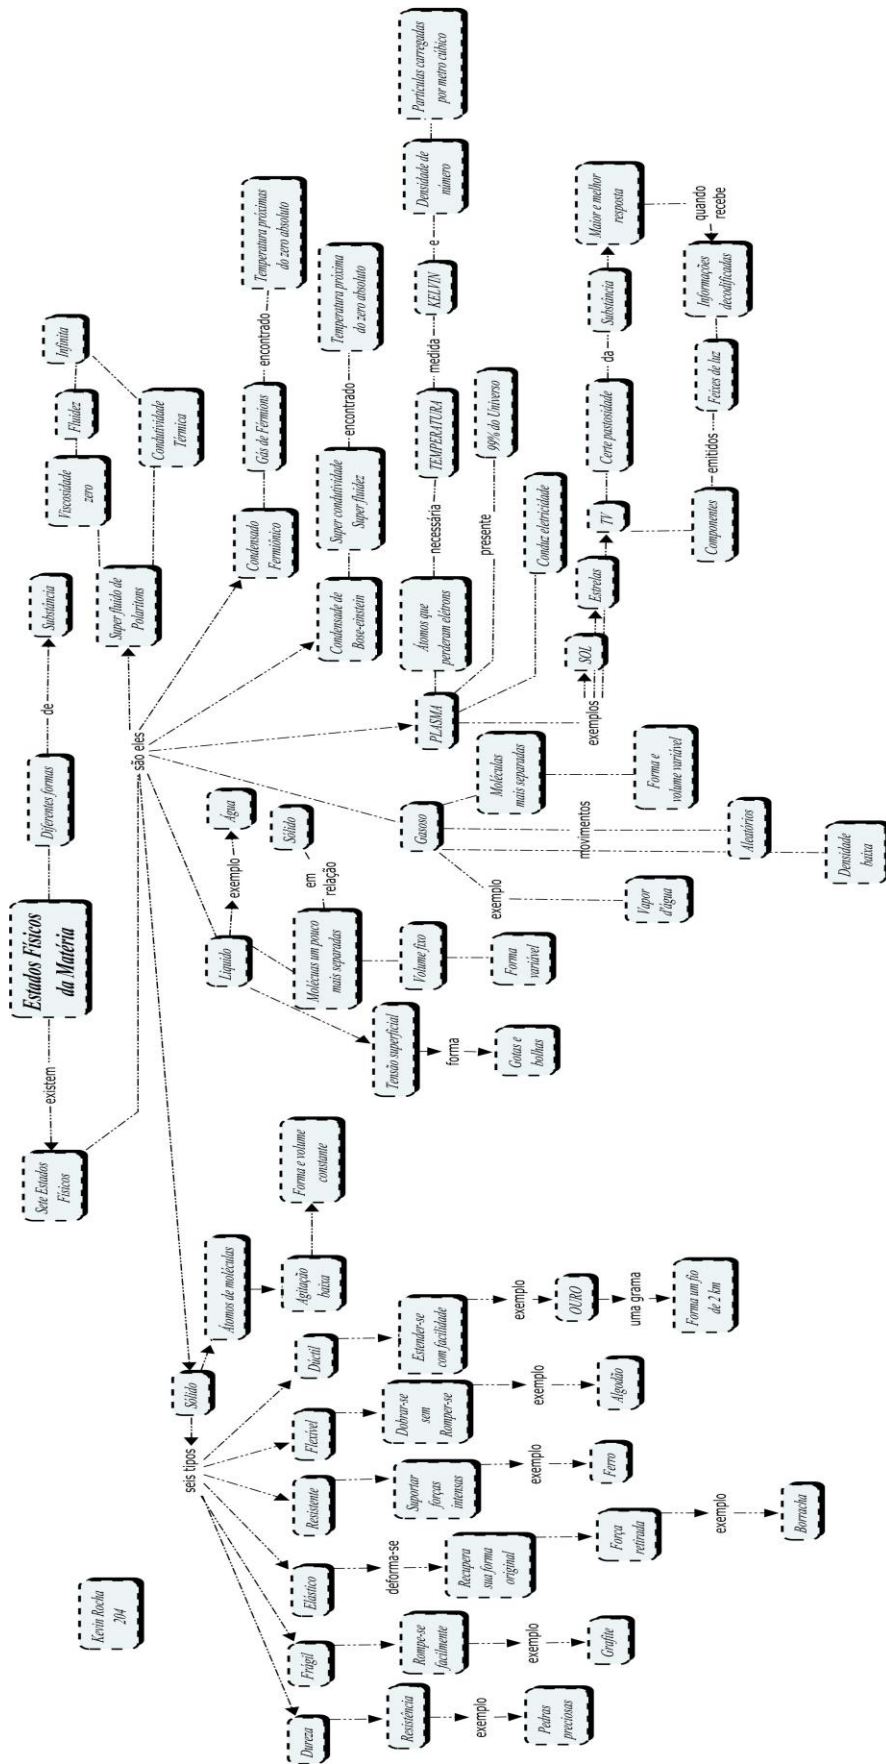 Estados Físicos
da Matéria
Diferentes formas
de
Substância
existem
Sete Estados
Físicos
são eles
Kevin Rocha
204
Sólido
Átomos de moléculas
Agitação
baixa
Forma e volume
constante
seis tipos
Dureza
Resistência
exemplo
Pedras
preciosas
Frágil
Rompe-se
facilmente
exemplo
Grafite
Elástico
deforma-se
Recupera
sua forma
original
Força
retirada
exemplo
Borracha
Resistente
Suportar
forças
intensas
exemplo
Ferro
Flexível
Dobrar-se
sem
Romper-se
exemplo
Algodão
Dúctil
Estender-se
com facilidade
exemplo
OURO
uma grama
Forma um fio
de 2 km
Líquido
exemplo
Água
Molécuas um pouco
mais separadas
em
relação
Sólido
Volume fixo
Forma
variável
Tensão superficial
forma
Gotas e
bolhas
Gasoso
Moléculas
mais separadas
Forma e
volume variável
movimentos
Aleatórios
Densidade
baixa
exemplo
Vapor
d'água
PLASMA
Átomos que
perderam elétrons
necessária
TEMPERATURA
medida
KELVIN
e
Densidade de
número
Partículas carregadas
por metro cúbico
presente
99% do Universo
Conduz eletricidade
exemplos
SOL
Estrelas
TV
Certe pastosidade
da
Substância
Maior e melhor
resposta
quando
recebe
Informações
decodificadas
Feixes de luz
emitidos
Componentes
Condensade de
Bose-einstein
Super condutividade
Super fluidez
encontrado
Temperatura próxima
do zero absoluto
Condensado
Fermiônico
Gás de Férmions
encontrado
Temperatura próximas
do zero absoluto
Super fluido de
Polaritons
Viscosidade
zero
Fluidez
Infinita
Condutividade
Térmica